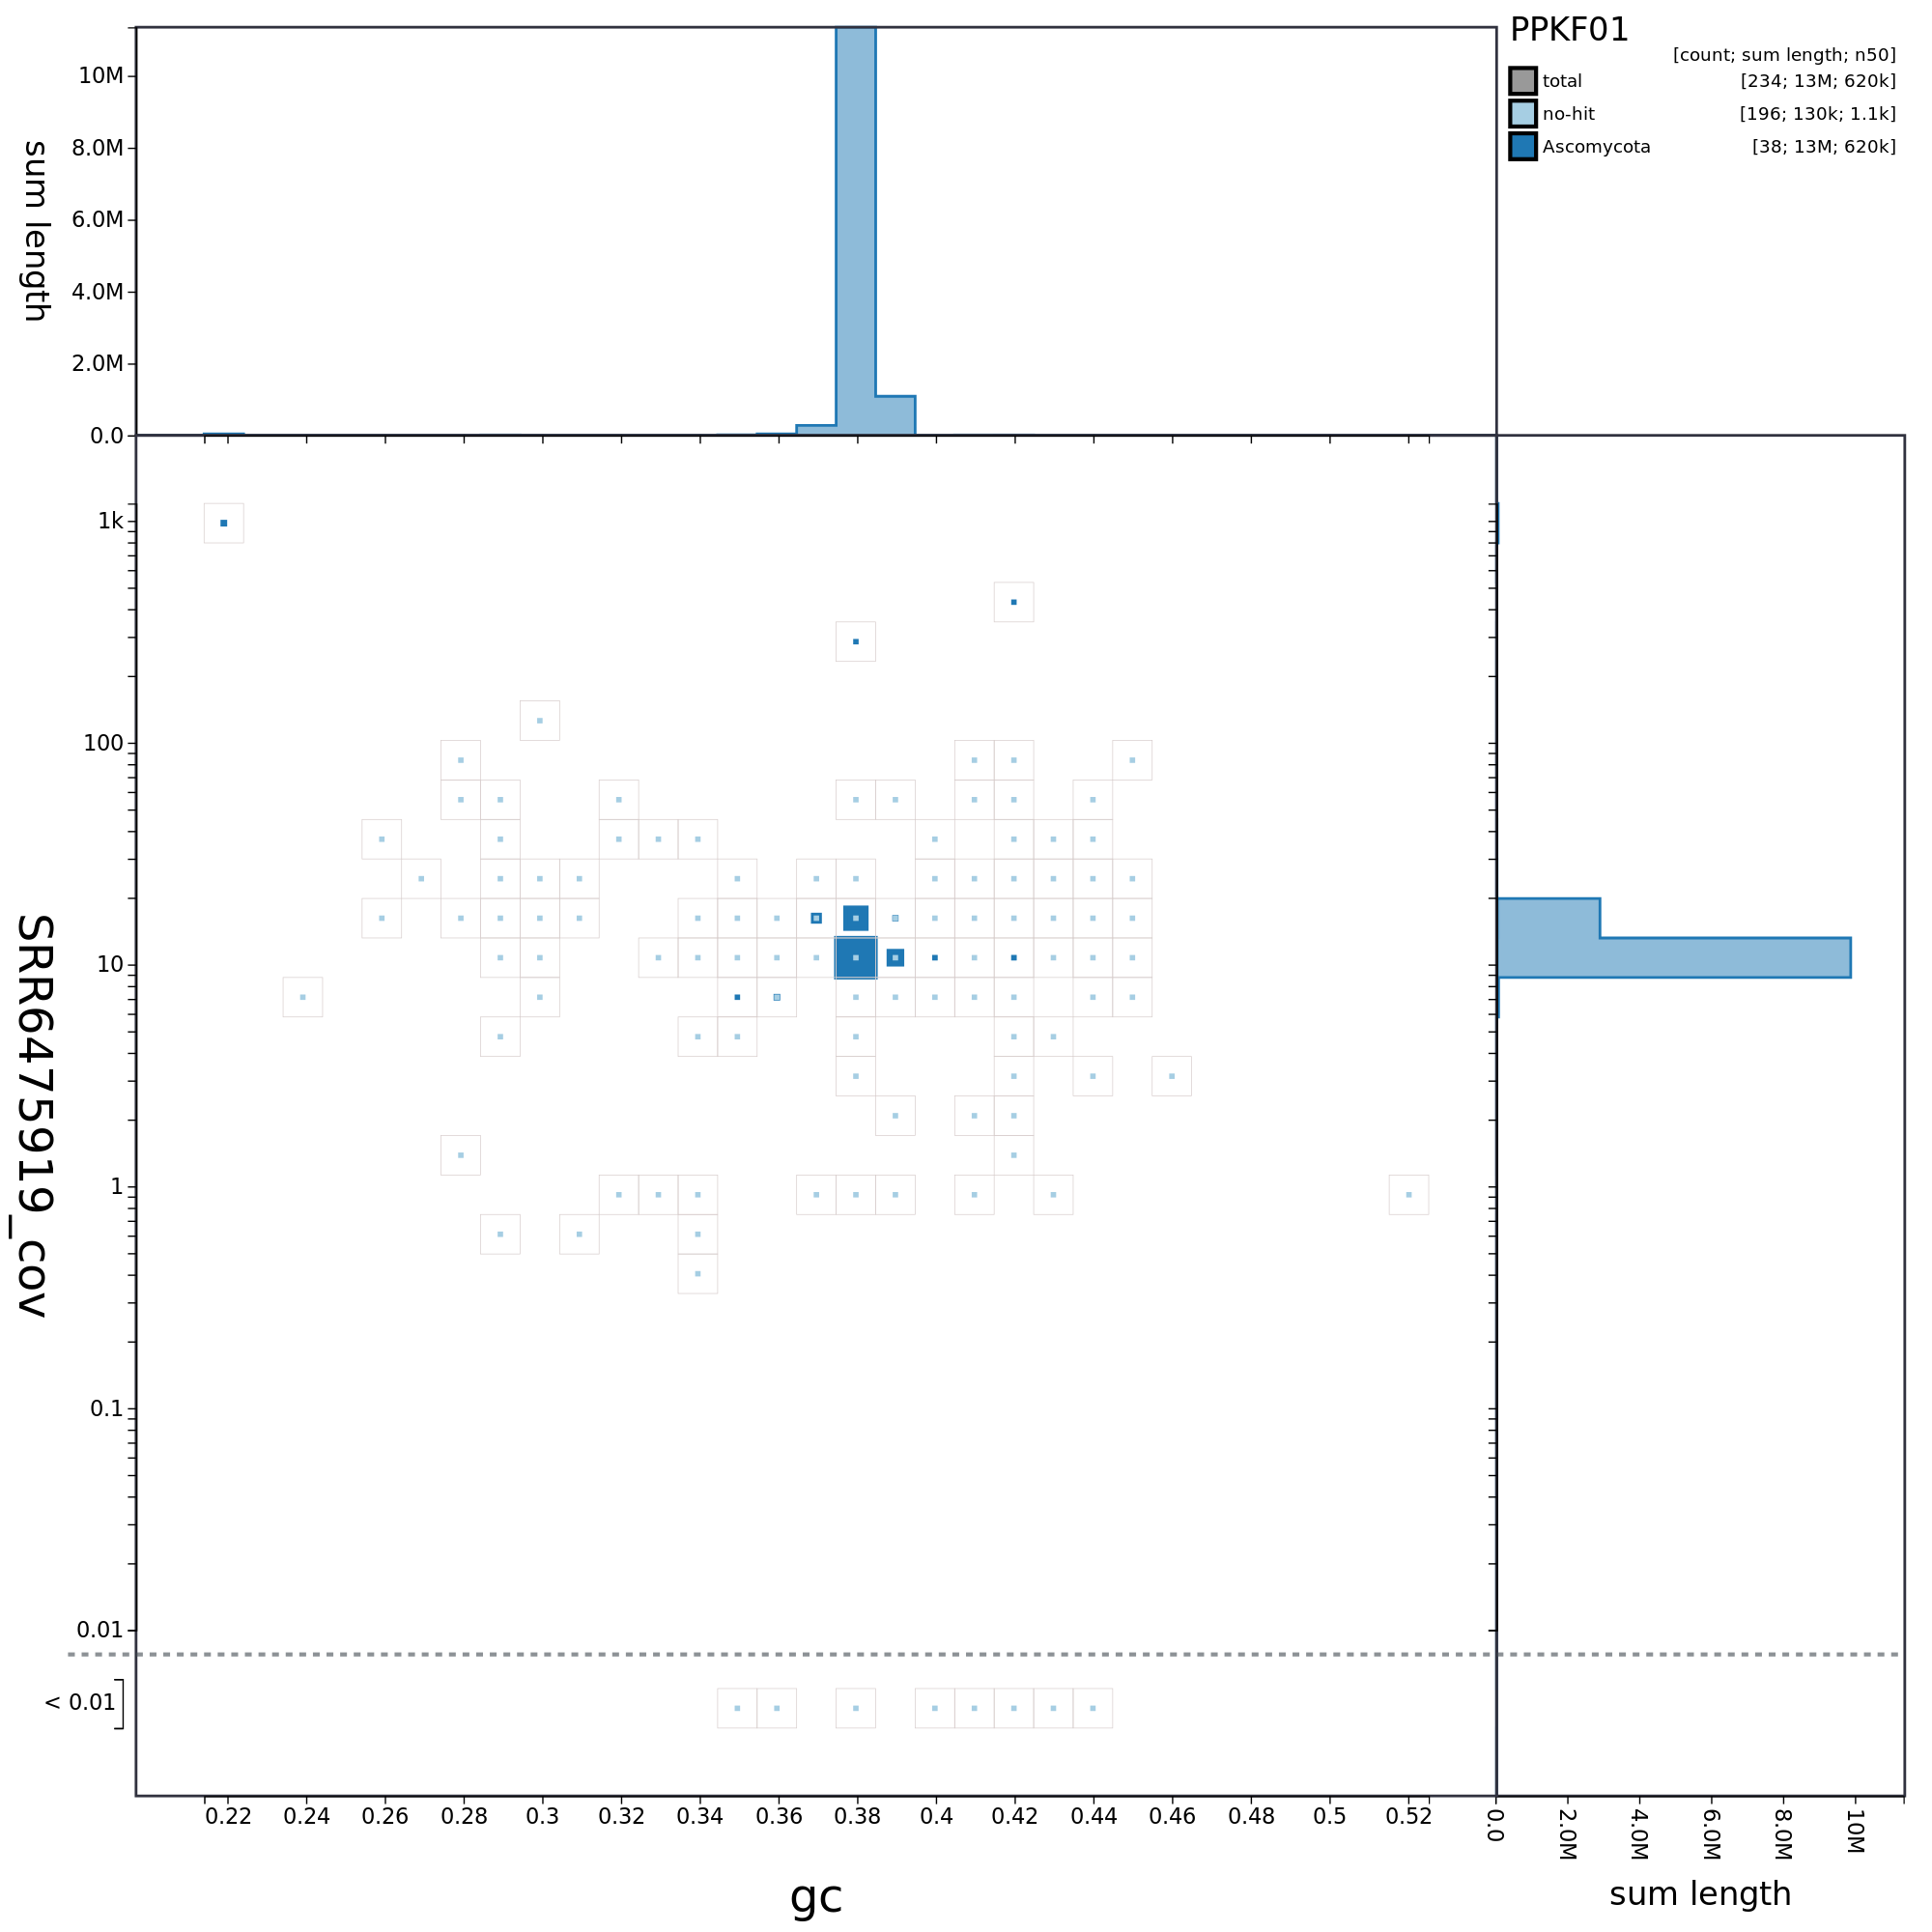 PPKF01
[count; sum length; n50]
total [234; 13M; 620k]
no-hit [196; 130k; 1.1k]
Ascomycota [38; 13M; 620k]
sum length
10M
8.0M
6.0M
4.0M
2.0M
0.0
SRR6475919_cov
1k
100
10
1
0.1
0.01
< 0.01
0.22 0.24 0.26 0.28 0.3 0.32 0.34 0.36 0.38 0.4 0.42 0.44 0.46 0.48 0.5 0.52
gc
0.0 2.0M 4.0M 6.0M 8.0M 10M
sum length